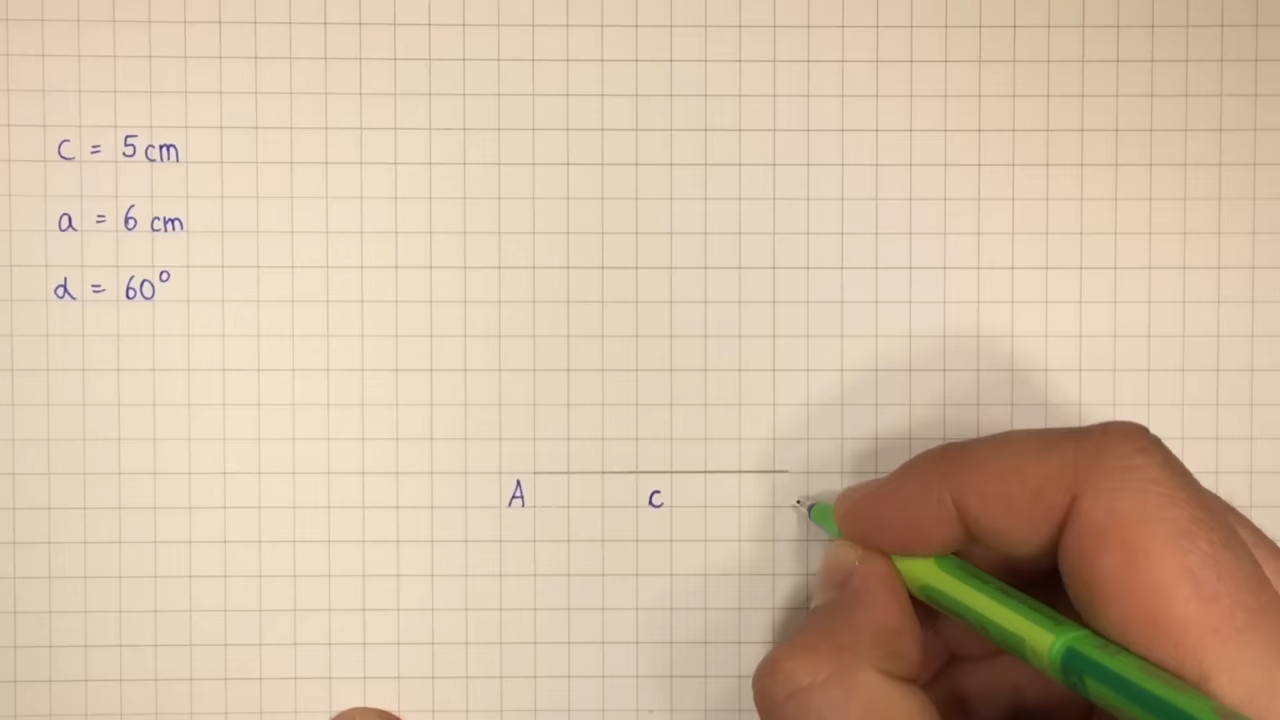 c = 5 cm
a = 6 cm
α = 60°
A c